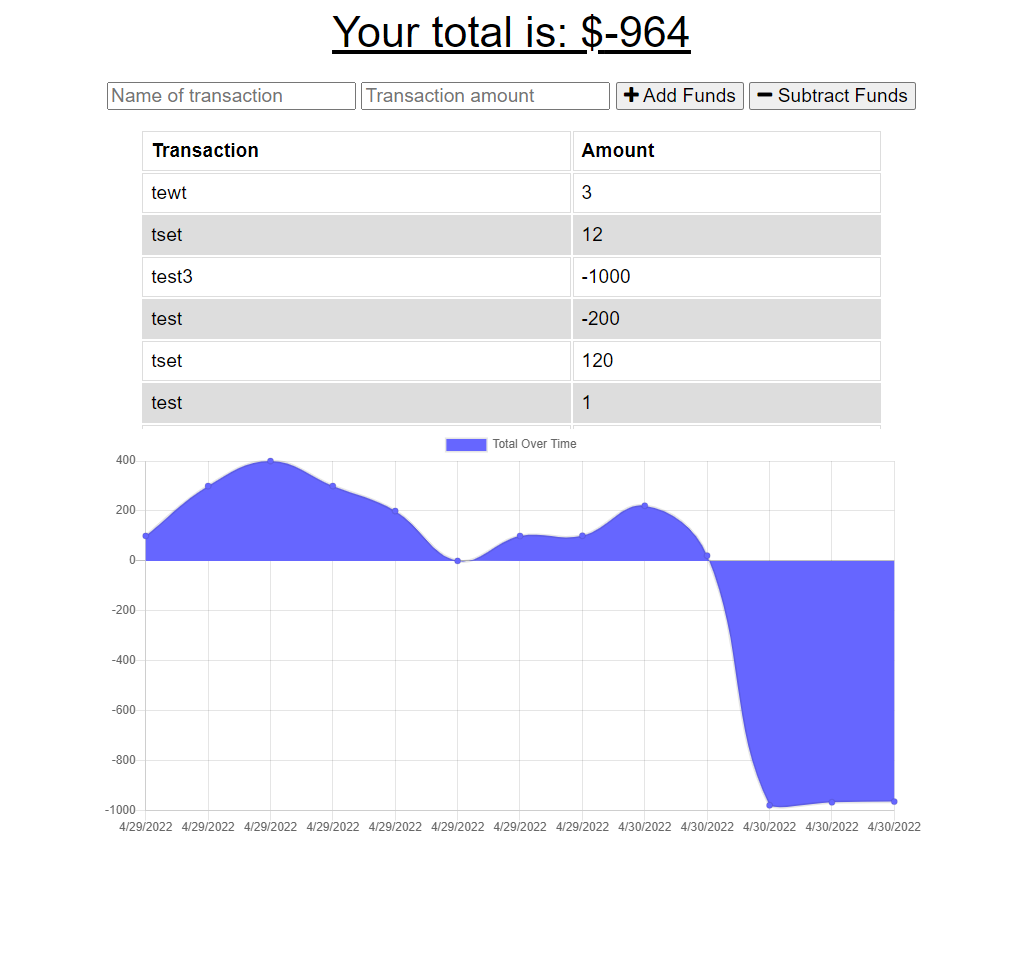 Your total is: $-964
Name of transaction Transaction amount Add Funds Subtract Funds
Transaction Amount
tewt 3
tset 12
test3 -1000
test -200
tset 120
test 1
Total Over Time
400
200
0
-200
-400
-600
-800
-1000
4/29/2022 4/29/2022 4/29/2022 4/29/2022 4/29/2022 4/29/2022 4/29/2022 4/29/2022 4/30/2022 4/30/2022 4/30/2022 4/30/2022 4/30/2022